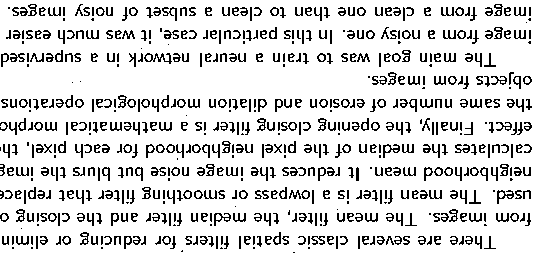 There are several classic spatial filters for reducing or elimin
from images. The mean filter, the median filter and the closing o
used. The mean filter is a lowpass or smoothing filter that replace
neighborhood mean. It reduces the image noise but blurs the imag
calculates the median of the pixel neighborhood for each pixel, th
effect. Finally, the opening closing filter is a mathematical morpho
the same number of erosion and dilation morphological operations
objects from images.
The main goal was to train a neural network in a supervised
image from a noisy one. In this particular case, it was much easier
image from a clean one than to clean a subset of noisy images.